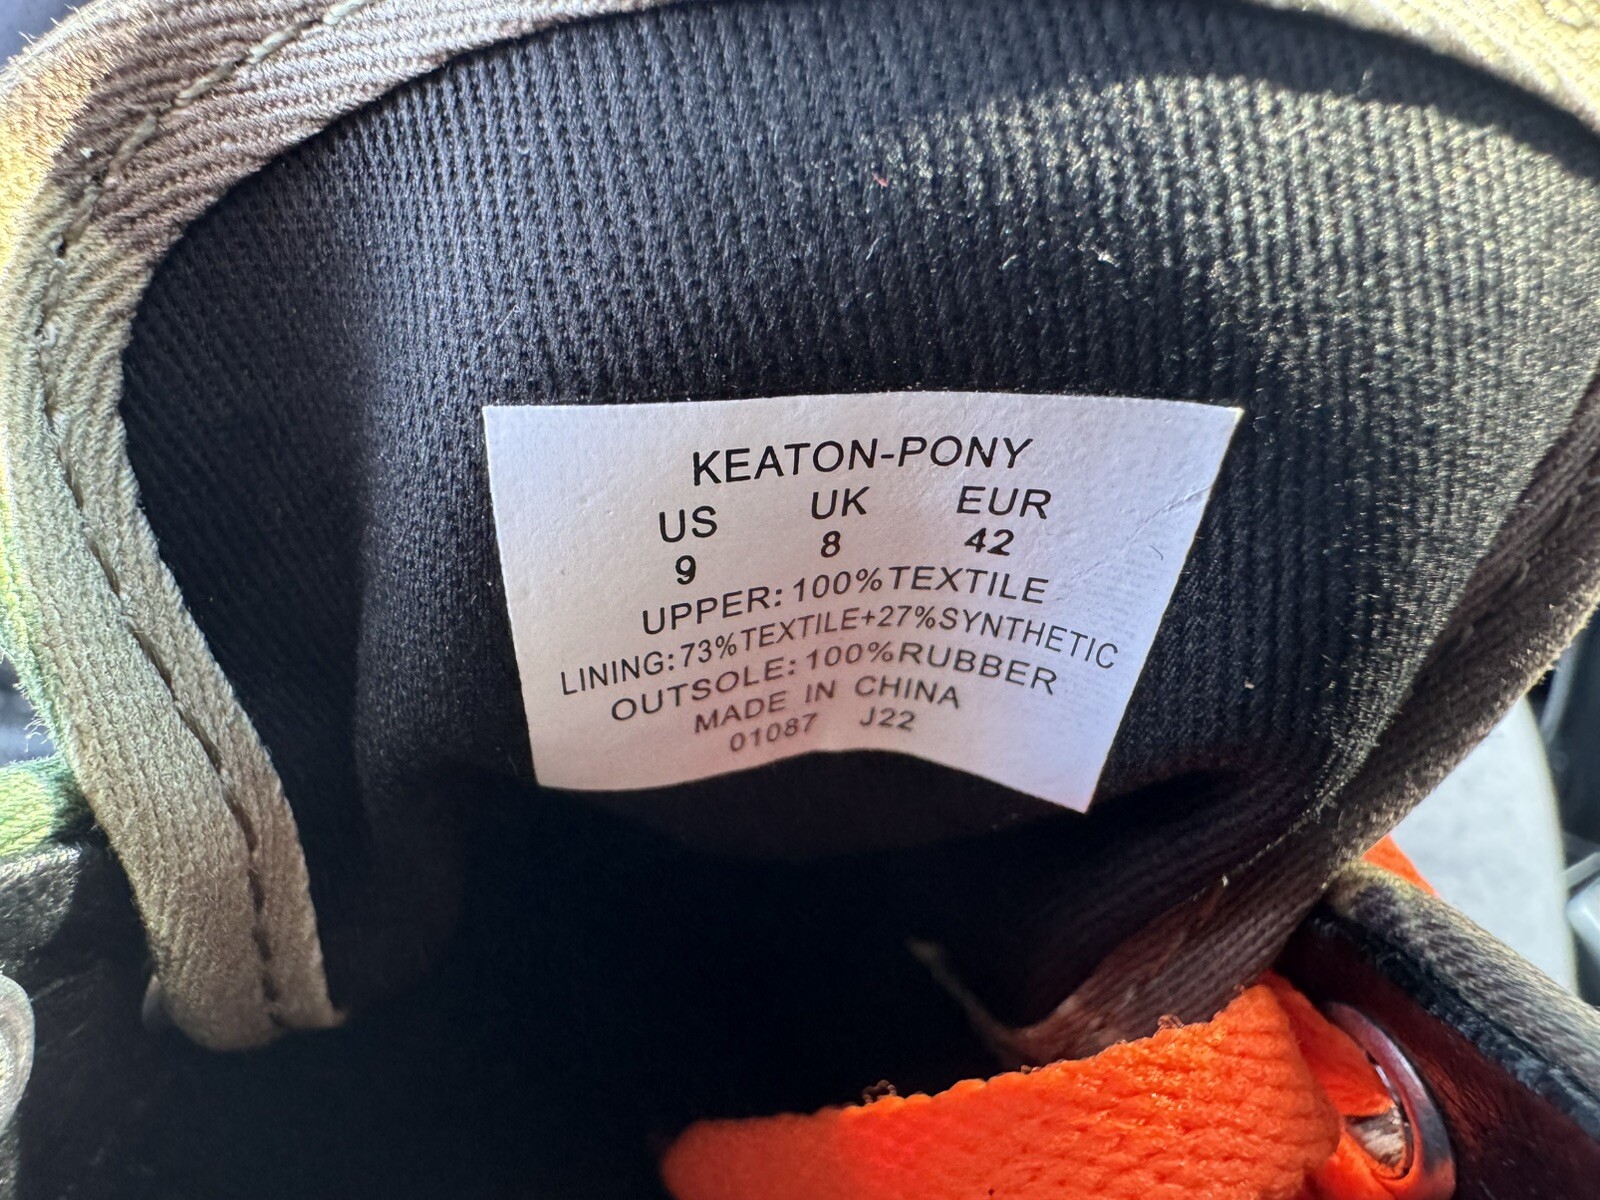 KEATON-PONY
US UK EUR
9 8 42
UPPER: 100% TEXTILE
LINING: 73%TEXTILE+27%SYNTHETIC
OUTSOLE: 100%RUBBER
MADE IN CHINA
01087 J22